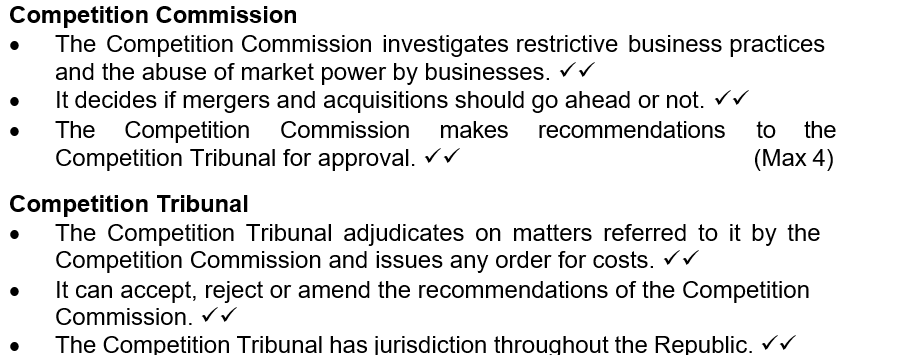 Competition Commission
• The Competition Commission investigates restrictive business practices
and the abuse of market power by businesses. ✓✓
• It decides if mergers and acquisitions should go ahead or not. ✓✓
• The Competition Commission makes recommendations to the
Competition Tribunal for approval. ✓✓ (Max 4)
Competition Tribunal
• The Competition Tribunal adjudicates on matters referred to it by the
Competition Commission and issues any order for costs. ✓✓
• It can accept, reject or amend the recommendations of the Competition
Commission. ✓✓
• The Competition Tribunal has jurisdiction throughout the Republic. ✓✓